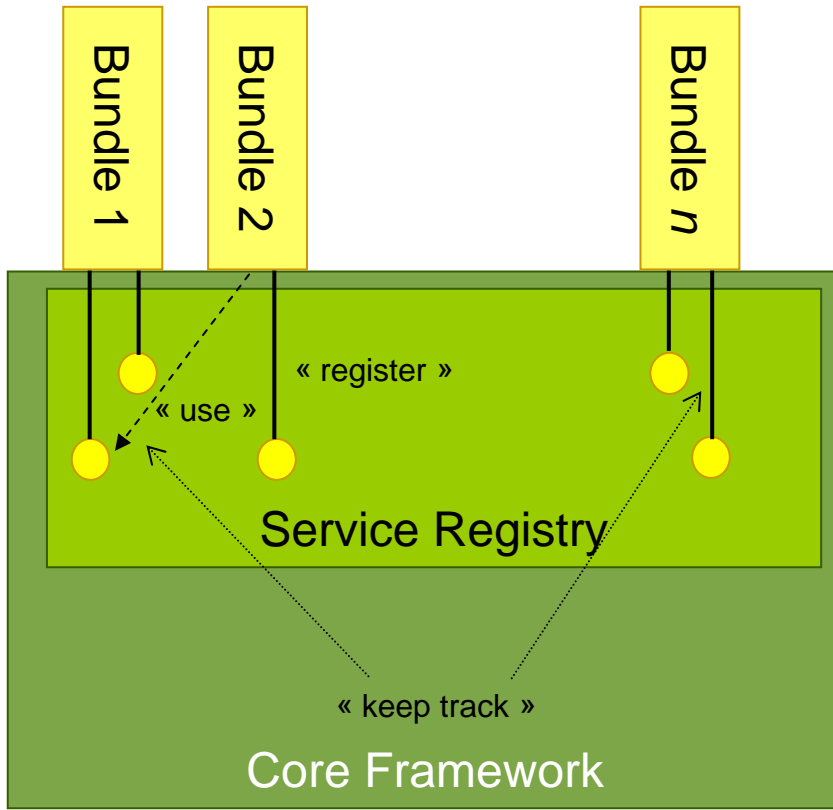 Bundle 1
Bundle 2
Bundle n
« register »
« use »
Service Registry
« keep track »
Core Framework